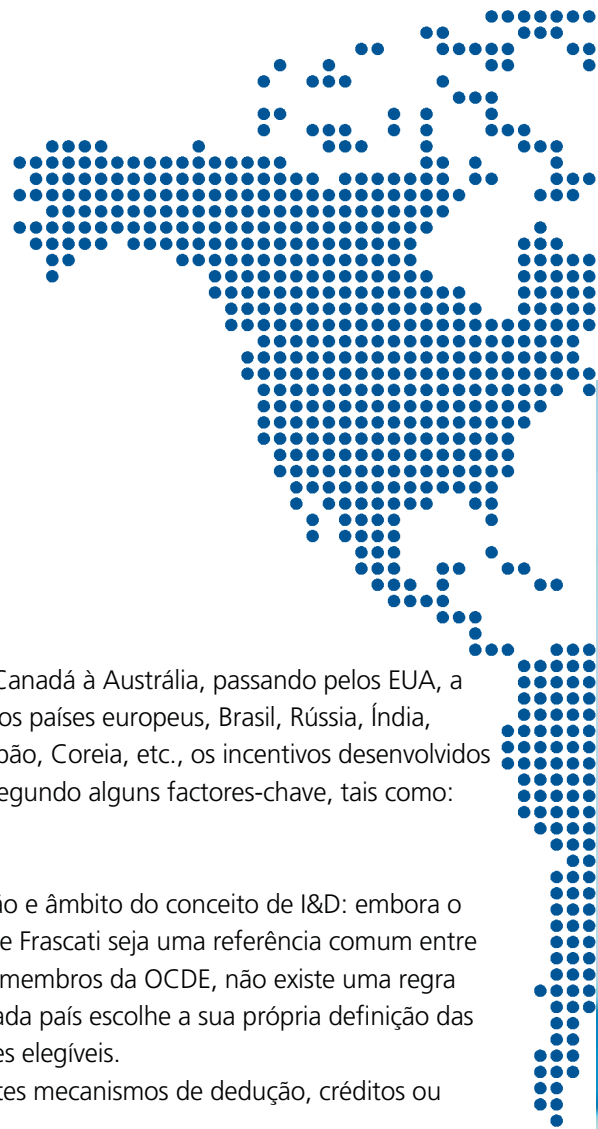 Canadá à Austrália, passando pelos EUA, a
os países europeus, Brasil, Rússia, Índia,
pão, Coreia, etc., os incentivos desenvolvidos
segundo alguns factores-chave, tais como:
ão e âmbito do conceito de I&D: embora o
e Frascati seja uma referência comum entre
membros da OCDE, não existe uma regra
ada país escolhe a sua própria definição das
es elegíveis.
tes mecanismos de dedução, créditos ou